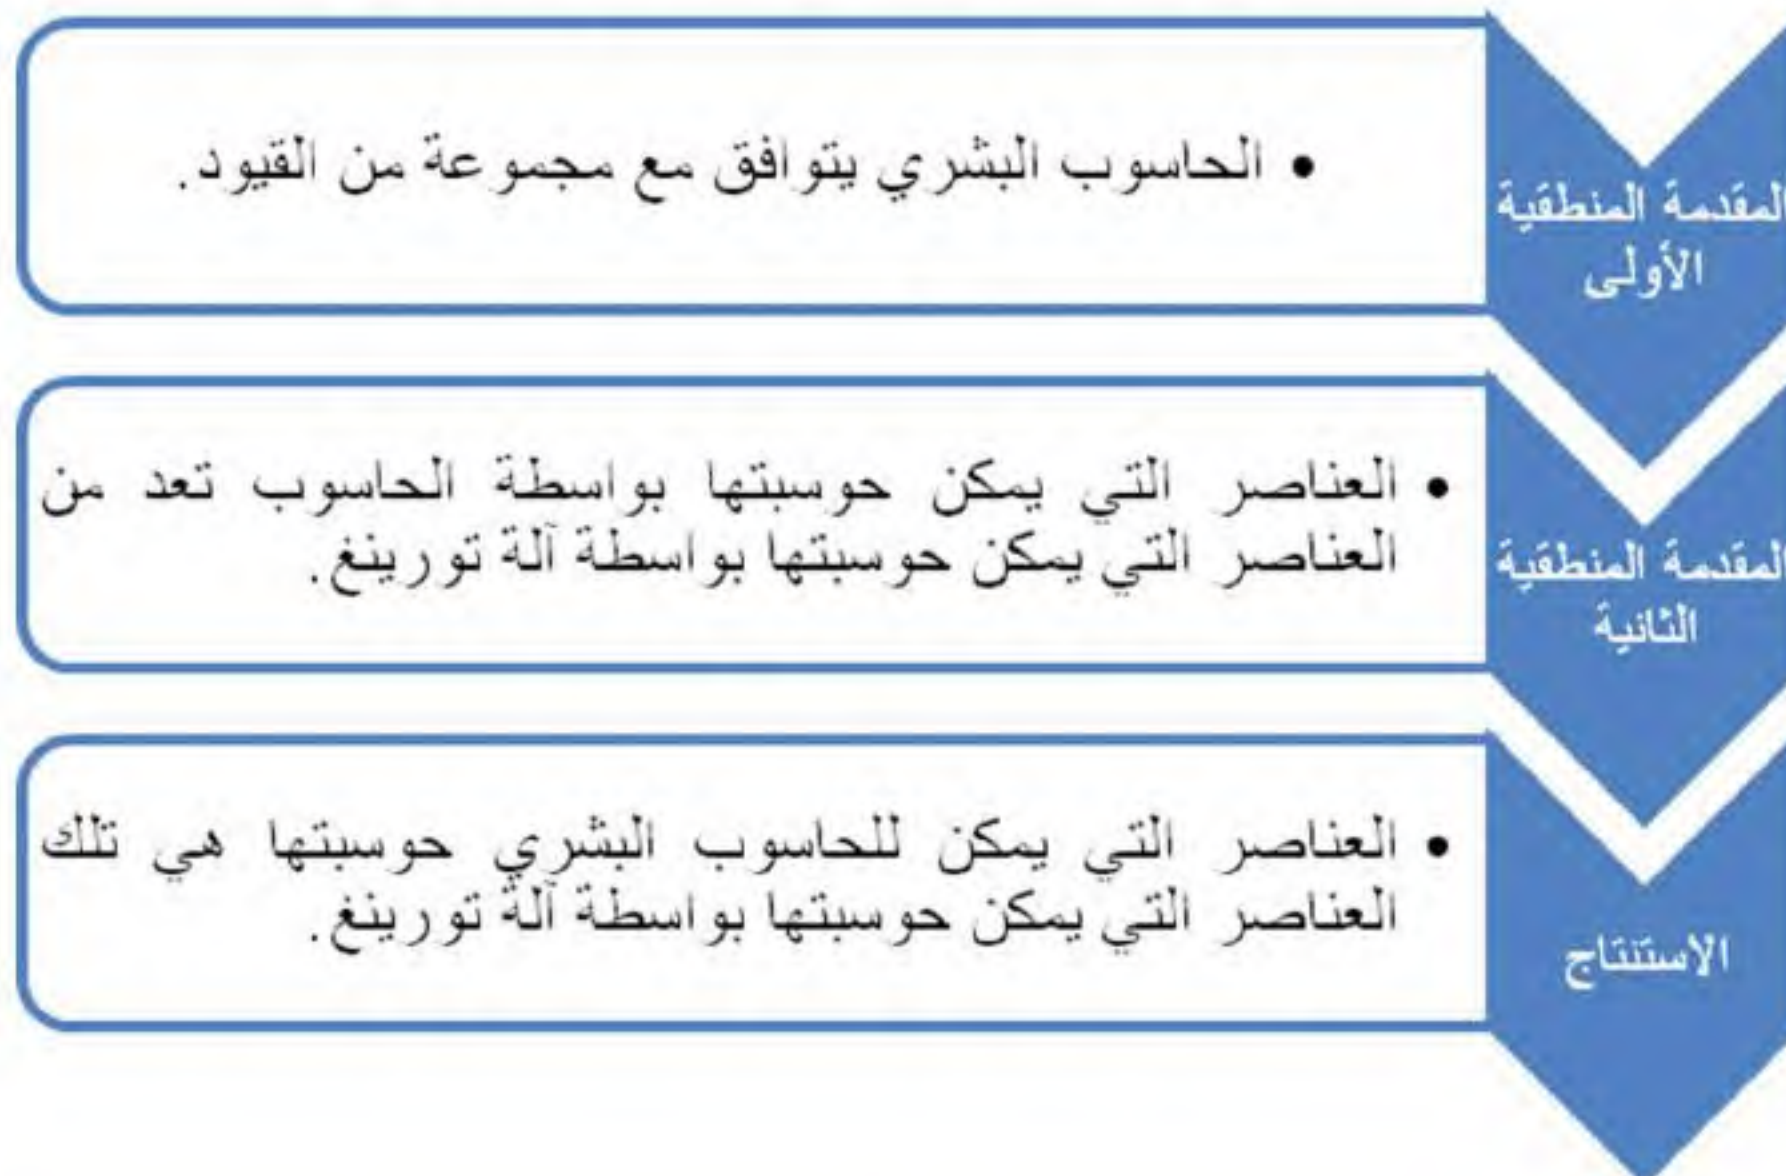 المقدمة المنطقية
الأولى
• الحاسوب البشري يتوافق مع مجموعة من القيود.
المقدمة المنطقية
الثانية
• العناصر التي يمكن حوسبتها بواسطة الحاسوب تعد من
العناصر التي يمكن حوسبتها بواسطة آلة تورينغ.
الاستنتاج
• العناصر التي يمكن للحاسوب البشري حوسبتها هي تلك
العناصر التي يمكن حوسبتها بواسطة آلة تورينغ.